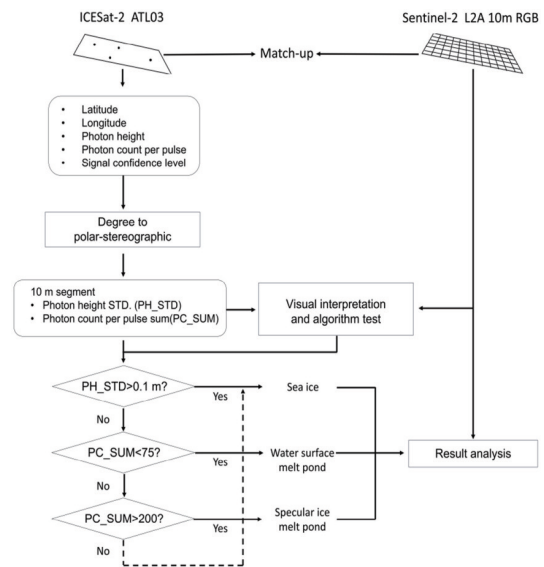 ICESat-2 ATL03
Sentinel-2 L2A 10m RGB
Match-up
• Latitude
• Longitude
• Photon height
• Photon count per pulse
• Signal confidence level
Degree to
polar-stereographic
10 m segment
• Photon height STD. (PH_STD)
• Photon count per pulse sum(PC_SUM)
Visual interpretation
and algorithm test
PH_STD>0.1 m?
Yes
Sea ice
No
PC_SUM<75?
Yes
Water surface
melt pond
Result analysis
No
PC_SUM>200?
Yes
Specular ice
melt pond
No